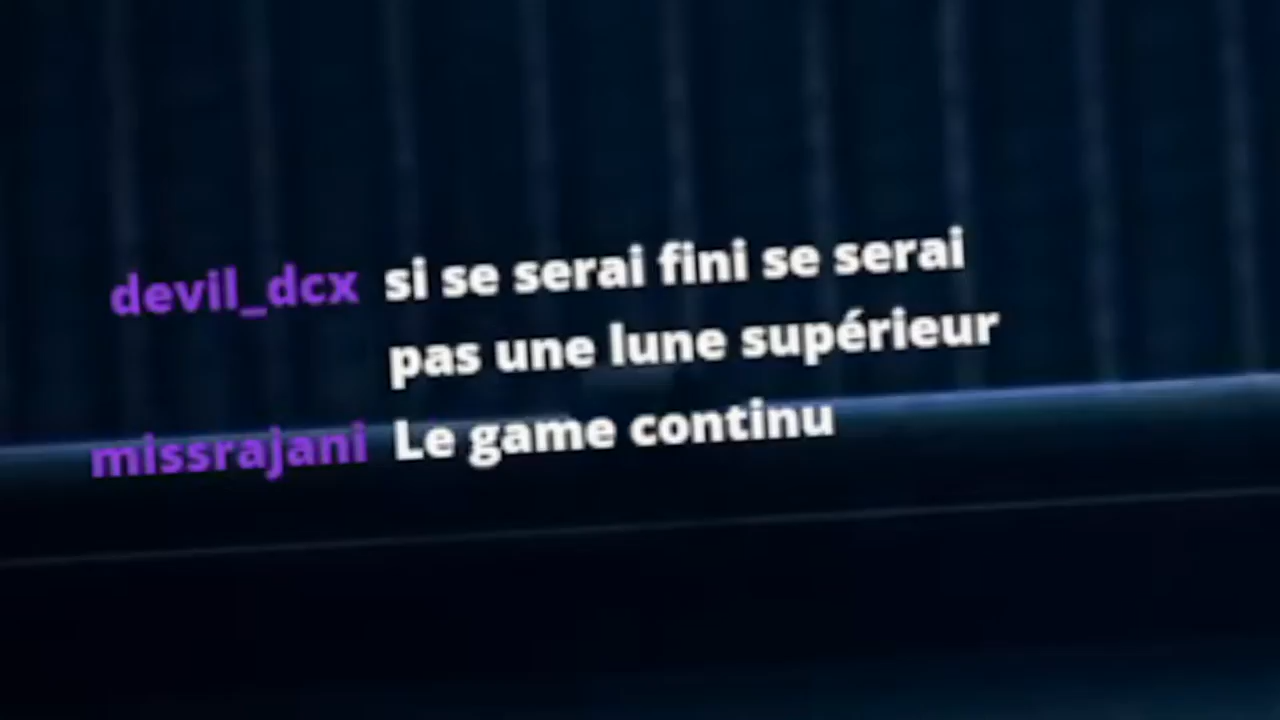 devil_dcx si se serai fini se serai
pas une lune supérieur
missrajani Le game continu